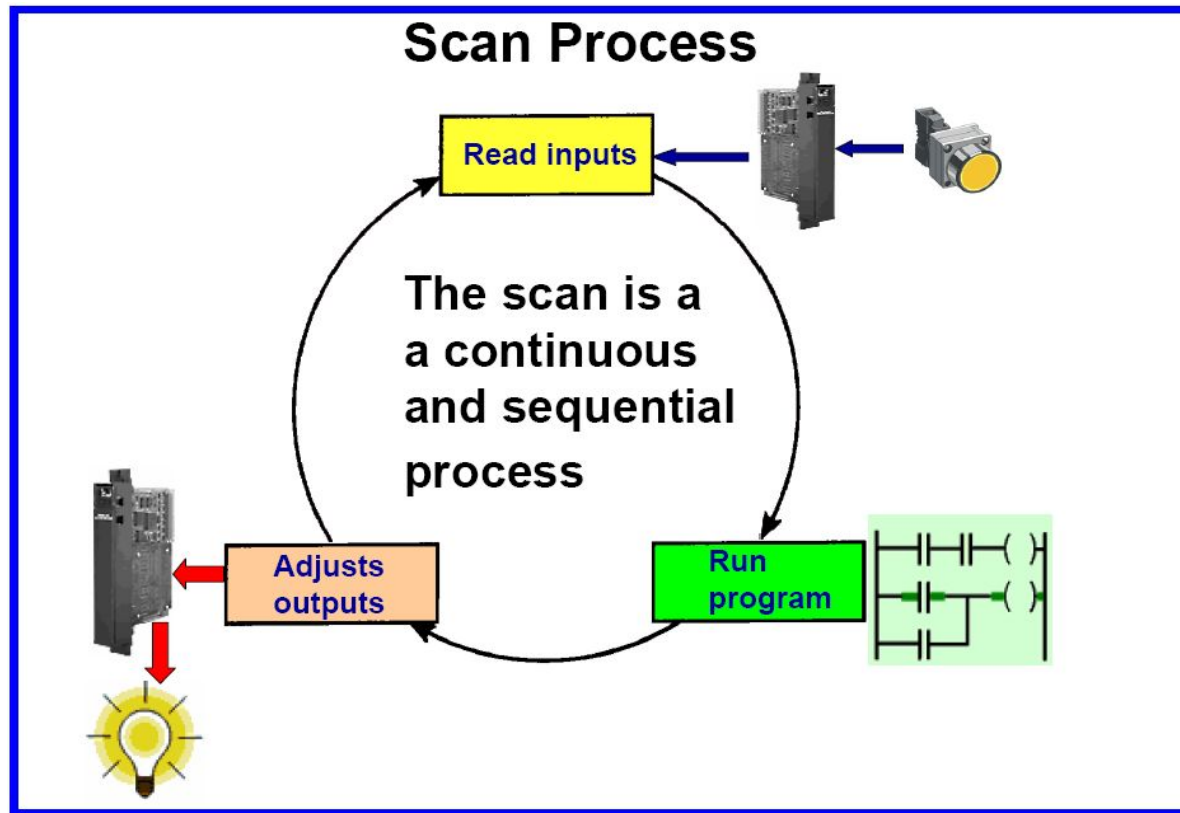 Scan Process
Read inputs
The scan is a
a continuous
and sequential
process
Adjusts
outputs
Run
program